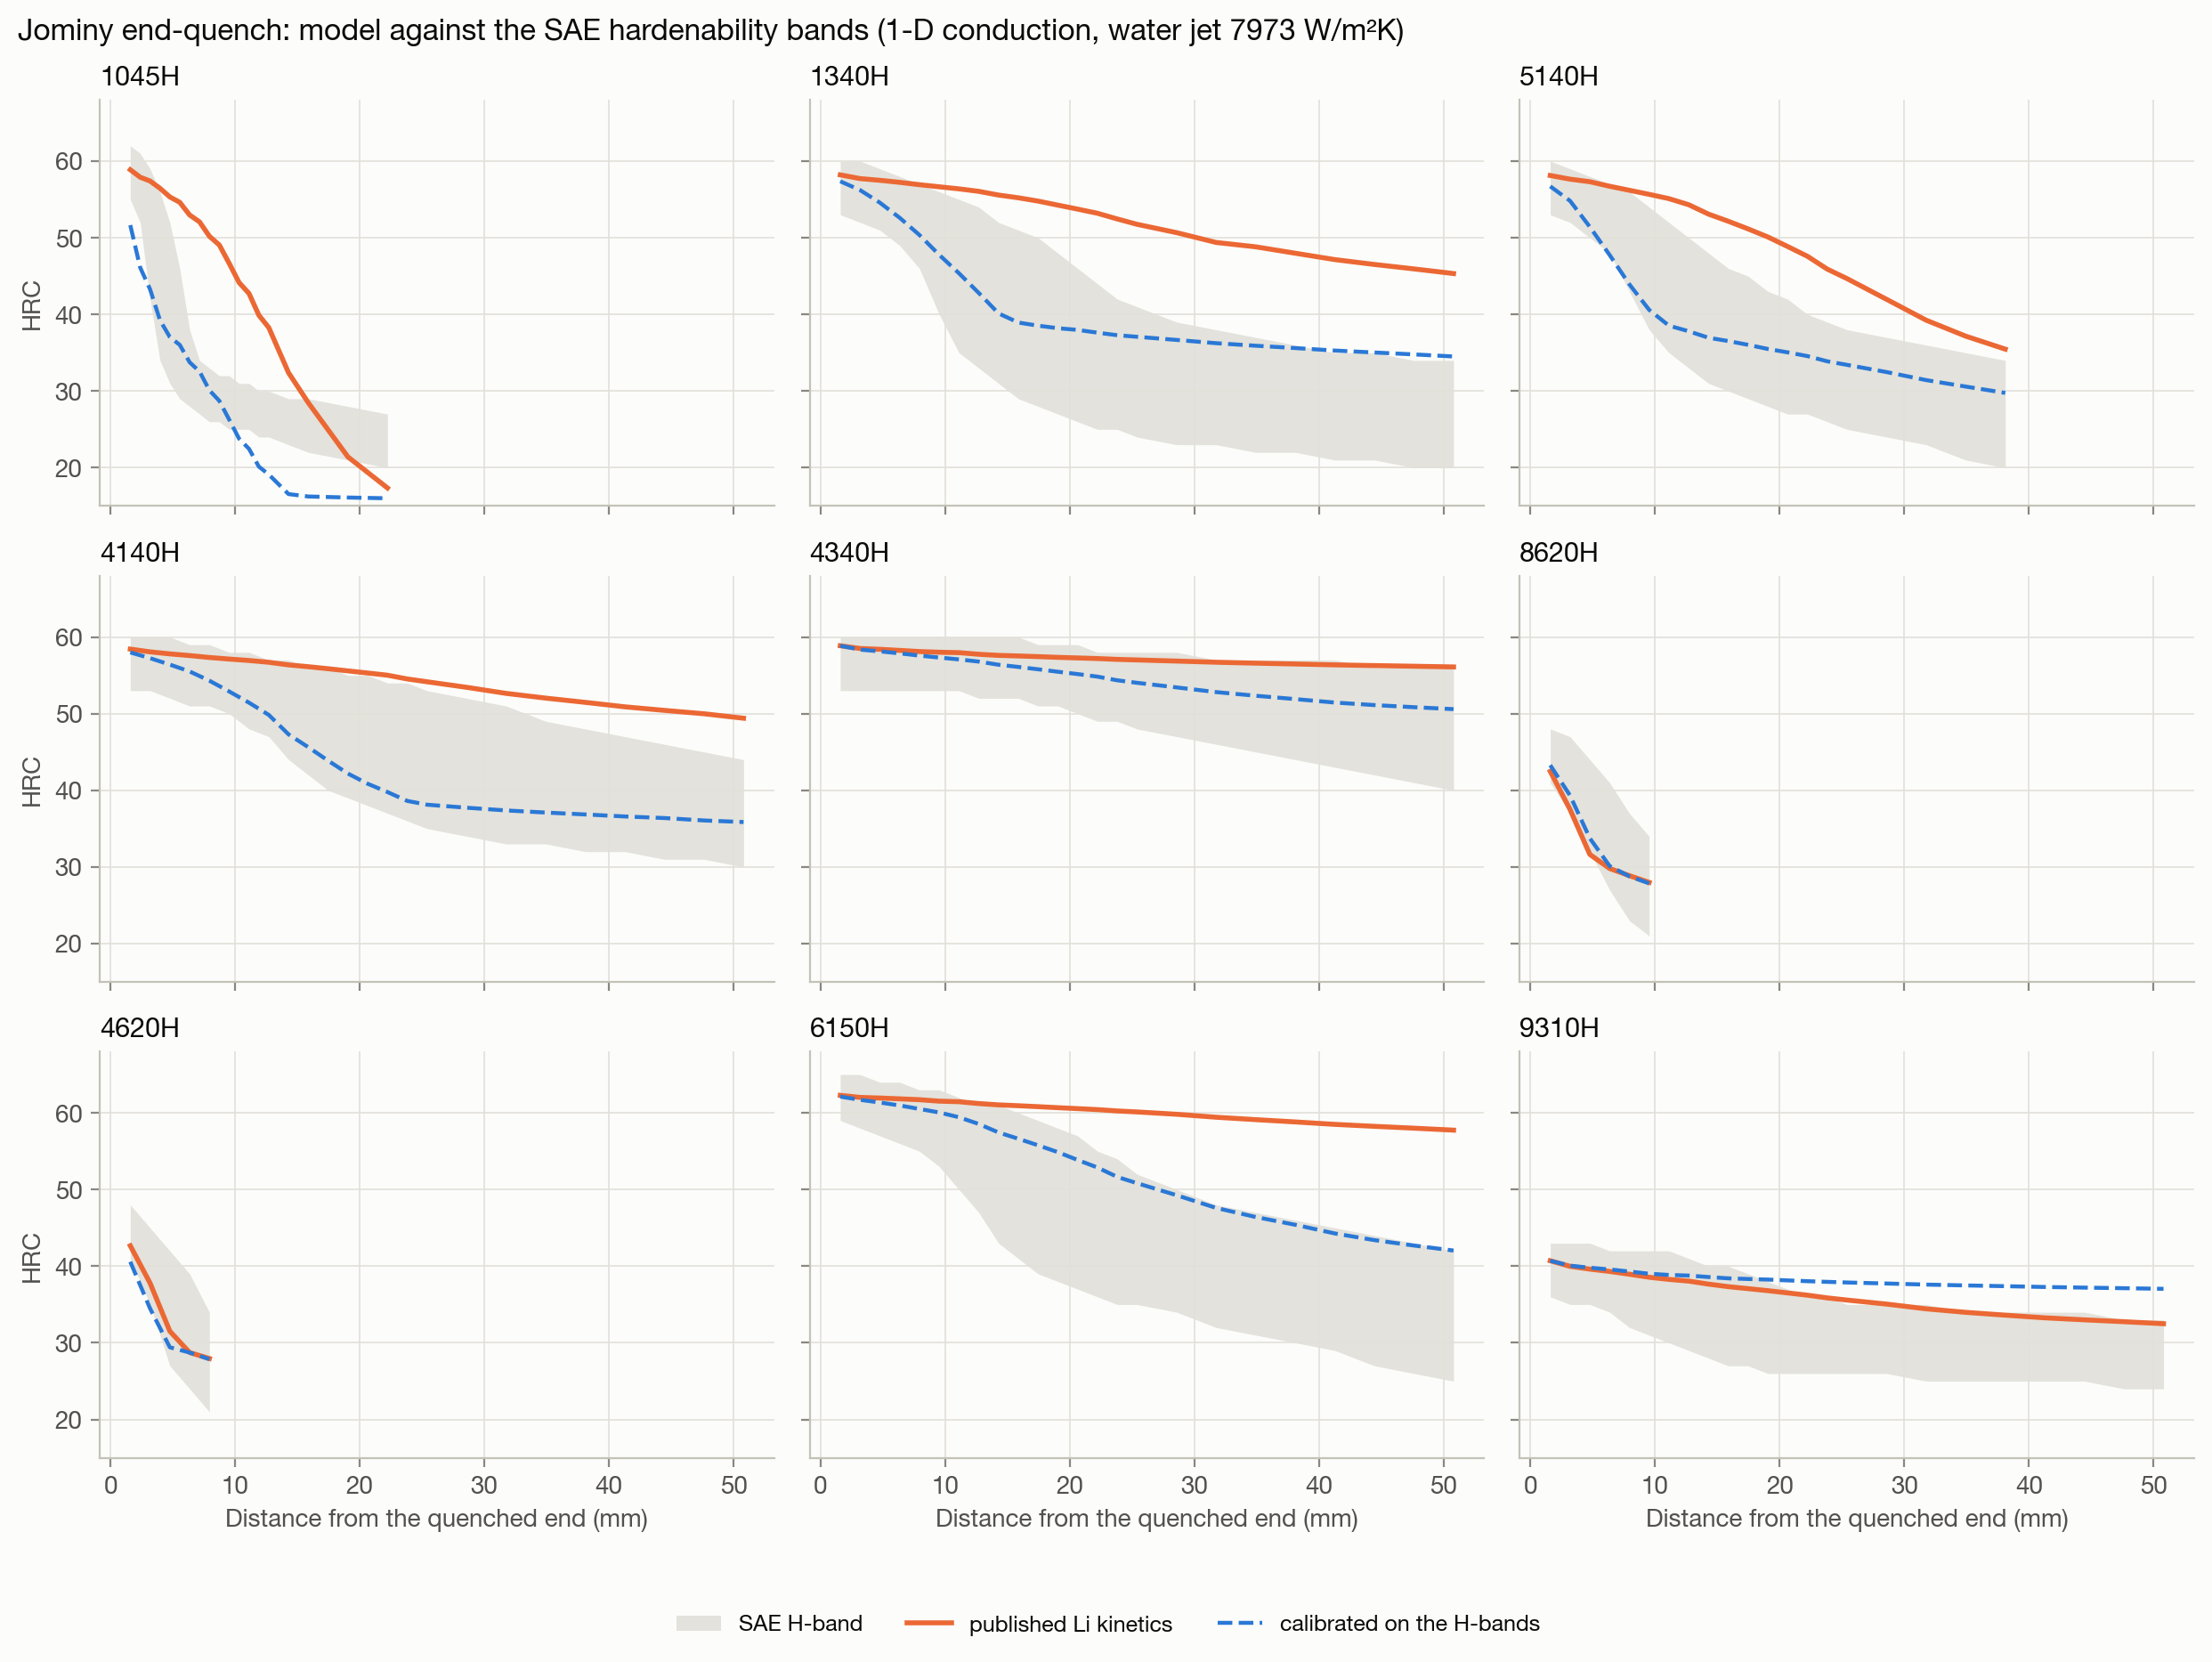 Jominy end-quench: model against the SAE hardenability bands (1-D conduction, water jet 7973 W/m²K)
1045H
1340H
5140H
HRC
60
50
40
30
20
4140H
4340H
8620H
HRC
60
50
40
30
20
4620H
6150H
9310H
HRC
60
50
40
30
20
0 10 20 30 40 50
0 10 20 30 40 50
0 10 20 30 40 50
Distance from the quenched end (mm)
Distance from the quenched end (mm)
Distance from the quenched end (mm)
SAE H-band
published Li kinetics
calibrated on the H-bands